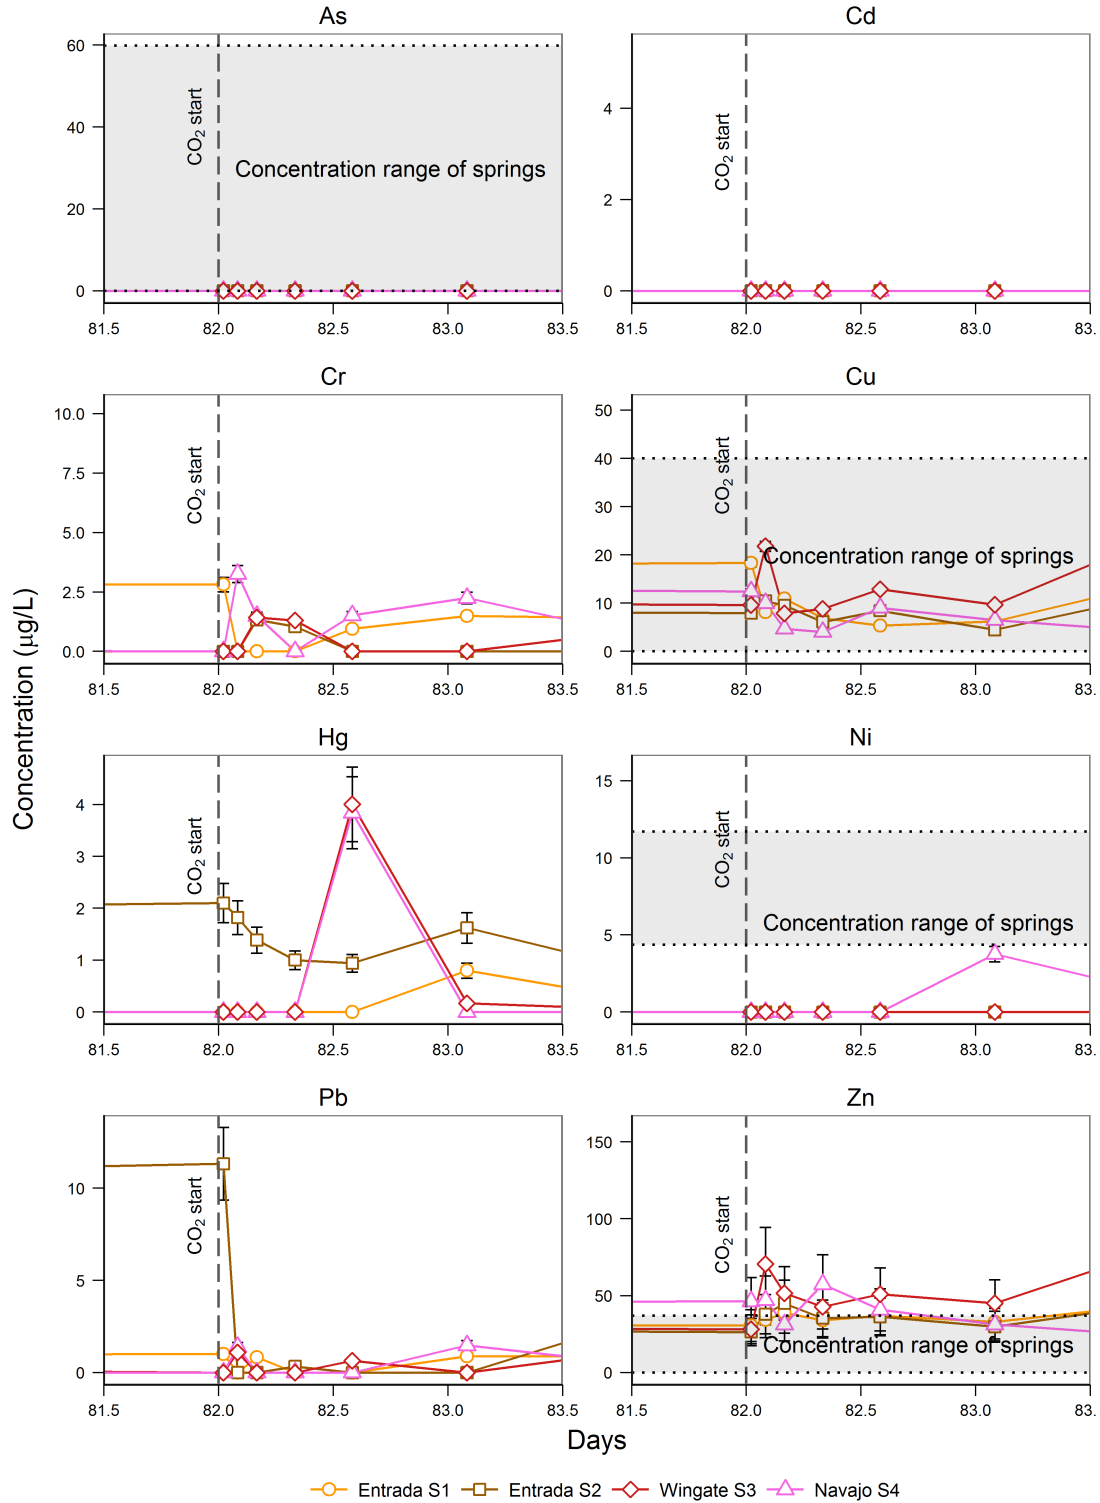 As
Cd
60
40
20
0
CO2 start
Concentration range of springs
81.5 82.0 82.5 83.0 83.5
4
2
0
CO2 start
81.5 82.0 82.5 83.0 83.
Cr
Cu
10.0
7.5
5.0
2.5
0.0
CO2 start
81.5 82.0 82.5 83.0 83.5
50
40
30
20
10
0
CO2 start
Concentration range of springs
81.5 82.0 82.5 83.0 83.
Concentration (µg/L)
Hg
Ni
4
3
2
1
0
CO2 start
81.5 82.0 82.5 83.0 83.5
15
10
5
0
CO2 start
Concentration range of springs
81.5 82.0 82.5 83.0 83.
Pb
Zn
10
5
0
CO2 start
81.5 82.0 82.5 83.0 83.5
150
100
50
0
CO2 start
Concentration range of springs
81.5 82.0 82.5 83.0 83.
Days
Entrada S1 Entrada S2 Wingate S3 Navajo S4